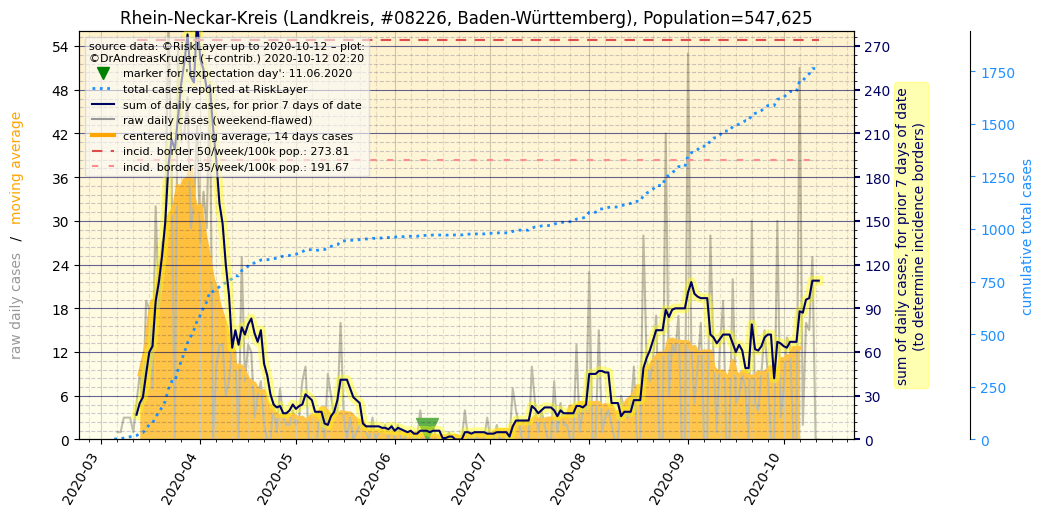 Rhein-Neckar-Kreis (Landkreis, #08226, Baden-Württemberg), Population=547,625
source data: ©RiskLayer up to 2020-10-12 – plot:
©DrAndreasKruger (+contrib.) 2020-10-12 02:20
marker for 'expectation day': 11.06.2020
total cases reported at RiskLayer
sum of daily cases, for prior 7 days of date
raw daily cases (weekend-flawed)
centered moving average, 14 days cases
incid. border 50/week/100k pop.: 273.81
incid. border 35/week/100k pop.: 191.67
raw daily cases / moving average
54
48
42
36
30
24
18
12
6
0
270
240
210
180
150
120
90
60
30
0
sum of daily cases, for prior 7 days of date
(to determine incidence borders)
1750
1500
1250
1000
750
500
250
0
cumulative total cases
2020-03
2020-04
2020-05
2020-06
2020-07
2020-08
2020-09
2020-10